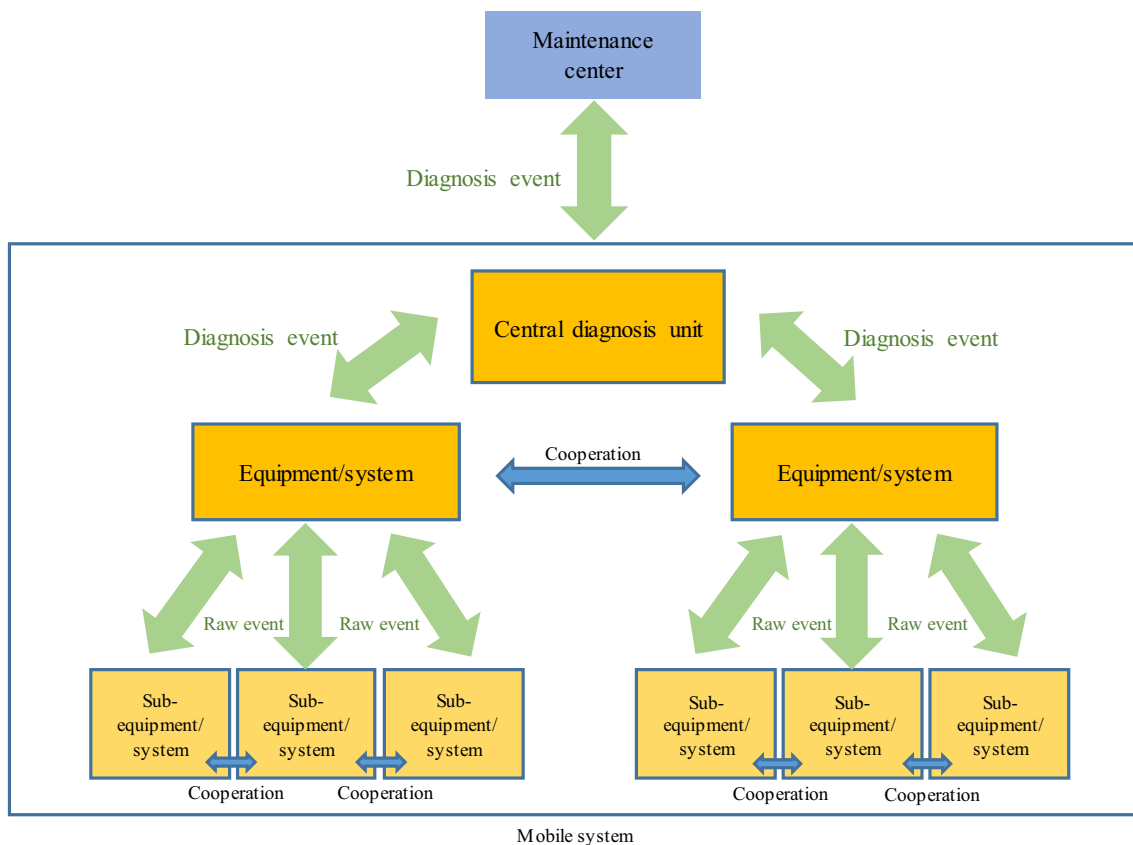 Maintenance
center
Diagnosis event
Central diagnosis unit
Diagnosis event
Diagnosis event
Equipment/system
Cooperation
Equipment/system
Raw event
Raw event
Raw event
Raw event
Sub-
equipment/
system
Sub-
equipment/
system
Sub-
equipment/
system
Sub-
equipment/
system
Sub-
equipment/
system
Sub-
equipment/
system
Cooperation
Cooperation
Cooperation
Cooperation
Mobile system